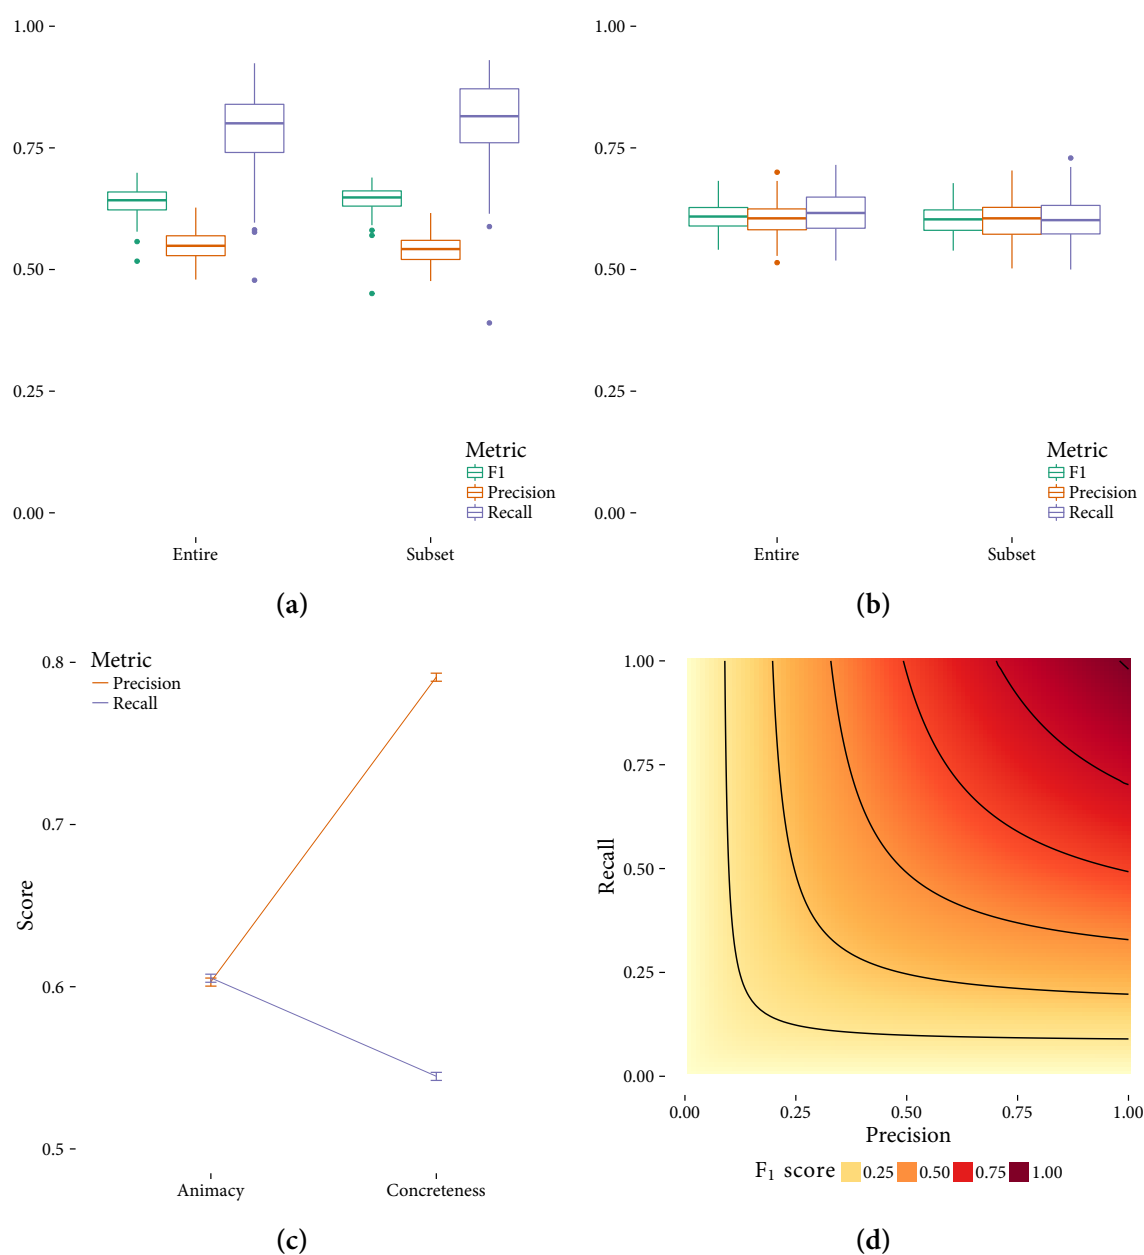 1.00
0.75
0.50
0.25
0.00
Metric
F1
Precision
Recall
Entire
Subset
(a)
1.00
0.75
0.50
0.25
0.00
Metric
F1
Precision
Recall
Entire
Subset
(b)
Metric
Precision
Recall
0.8
0.7
0.6
0.5
Score
Animacy
Concreteness
(c)
1.00
0.75
0.50
0.25
0.00
Recall
0.00 0.25 0.50 0.75 1.00
Precision
F₁ score 0.25 0.50 0.75 1.00
(d)